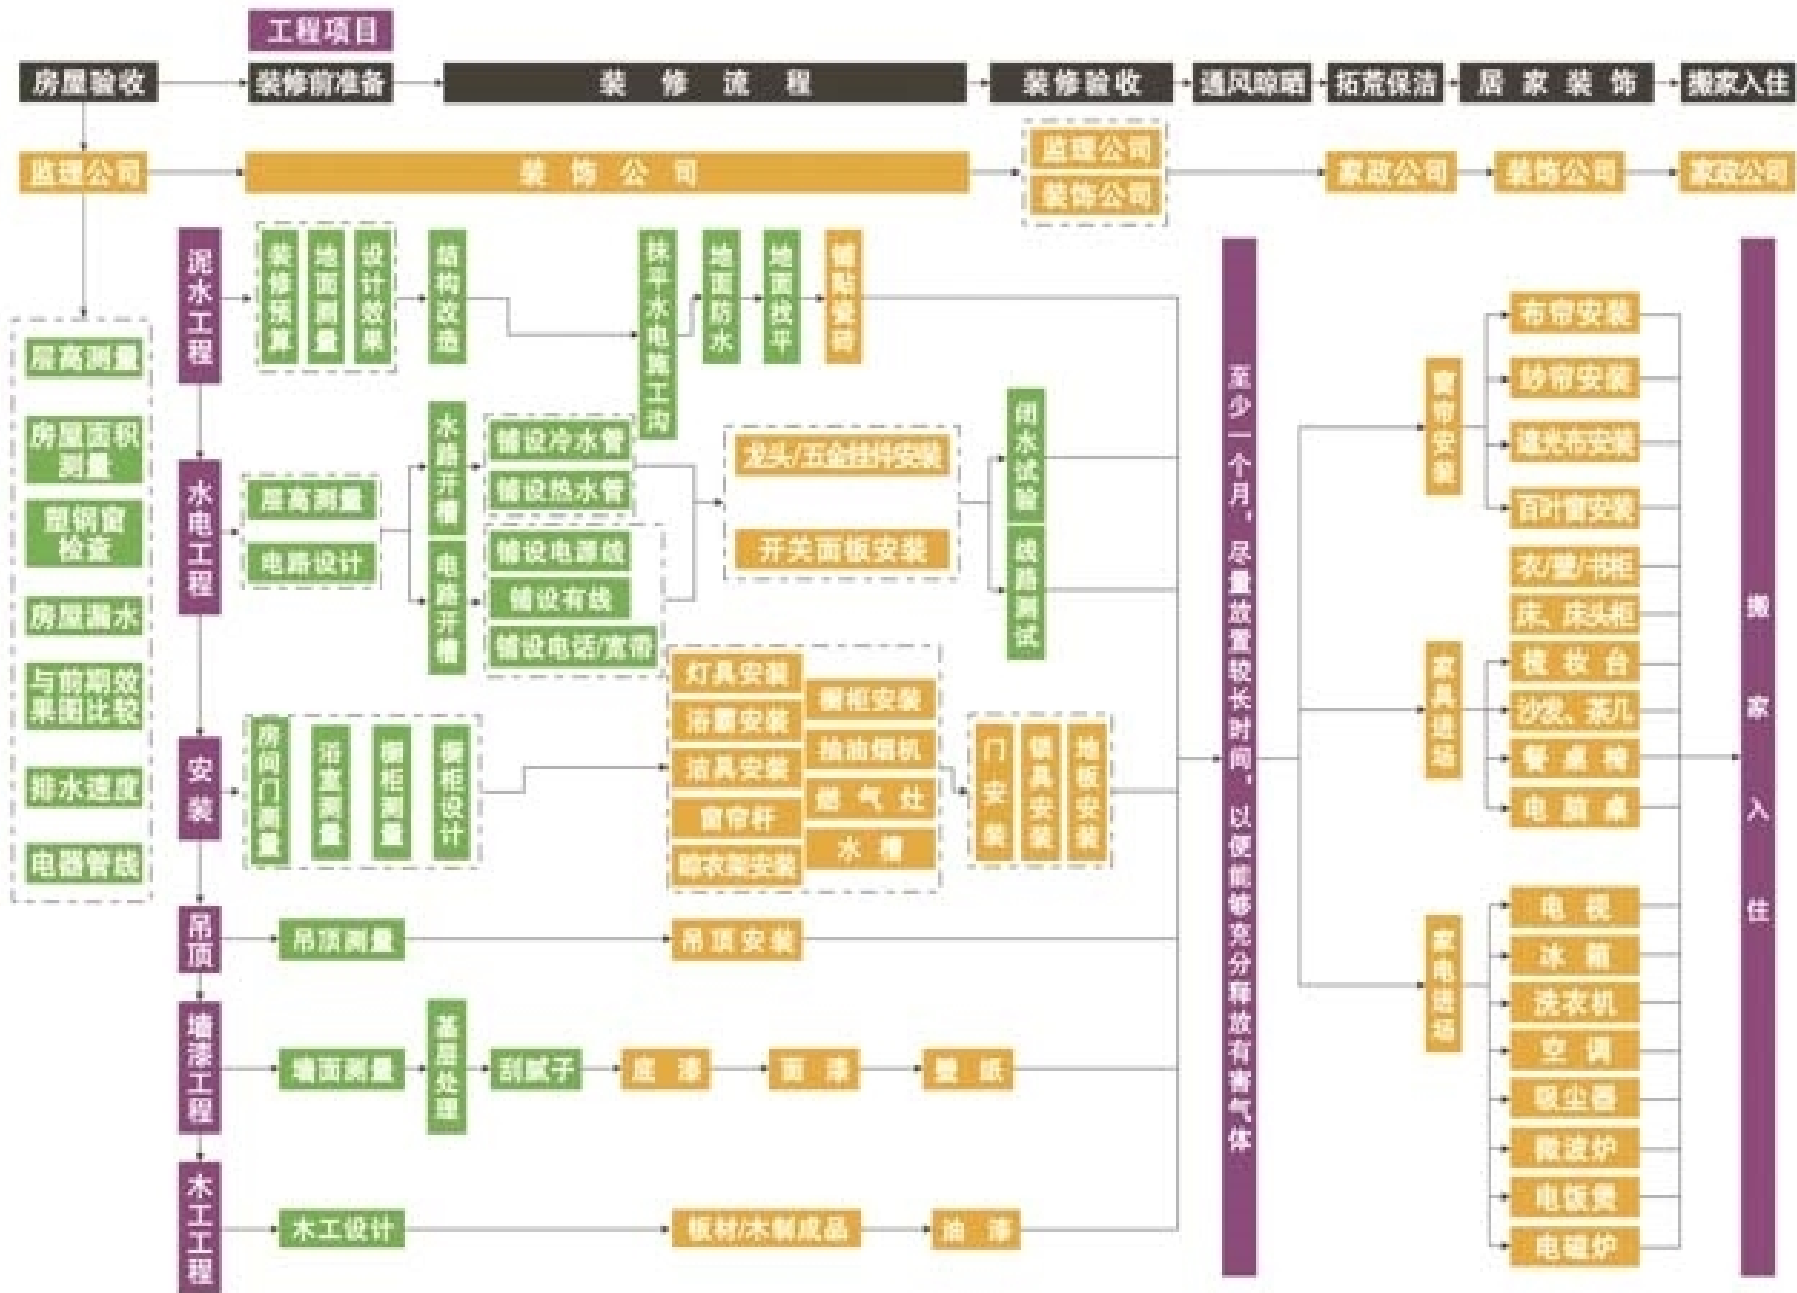 工程项目
房屋验收
装修前准备
装修流程
装修验收
通风晾晒
拓荒保洁
居家装饰
搬家入住
监理公司
装饰公司
监理公司
装饰公司
家政公司
装饰公司
家政公司
层高测量
房屋面积
测量
塑钢窗
检查
房屋漏水
与前期效
果图比较
排水速度
电器管线
泥水工程
装修预算
地面测量
设计效果
结构改造
抹平水电施工沟
地面防水
地面找平
铺贴瓷砖
水电工程
层高测量
电路设计
水路开槽
电路开槽
铺设冷水管
铺设热水管
铺设电源线
铺设有线
铺设电话/宽带
龙头/五金挂件安装
开关面板安装
闭水试验
线路测试
安装
房间门测量
浴室测量
橱柜测量
橱柜设计
灯具安装
浴霸安装
洁具安装
窗帘杆
晾衣架安装
橱柜安装
抽油烟机
燃气灶
水槽
门安装
锁具安装
地板安装
吊顶
吊顶测量
吊顶安装
墙漆工程
墙面测量
基层处理
刮腻子
底漆
面漆
壁纸
木工工程
木工设计
板材/木制成品
油漆
至少一个月，尽量放置较长时间，以便能够充分释放有害气体
窗帘安装
布帘安装
纱帘安装
遮光布安装
百叶窗安装
家具进场
衣/壁/书柜
床、床头柜
梳妆台
沙发、茶几
餐桌椅
电脑桌
家电进场
电视
冰箱
洗衣机
空调
吸尘器
微波炉
电饭煲
电磁炉
搬家入住